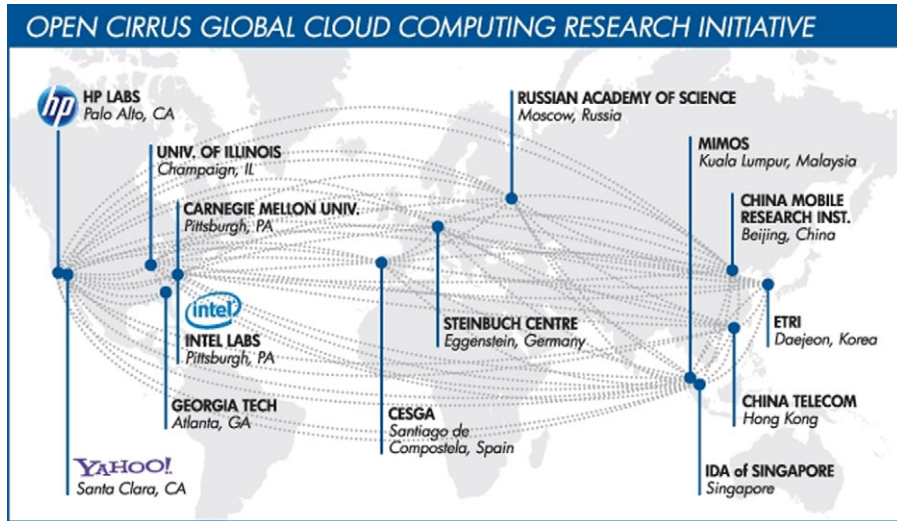 OPEN CIRRUS GLOBAL CLOUD COMPUTING RESEARCH INITIATIVE
hp
HP LABS
Palo Alto, CA
UNIV. OF ILLINOIS
Champaign, IL
CARNEGIE MELLON UNIV.
Pittsburgh, PA
intel
INTEL LABS
Pittsburgh, PA
GEORGIA TECH
Atlanta, GA
YAHOO!
Santa Clara, CA
RUSSIAN ACADEMY OF SCIENCE
Moscow, Russia
STEINBUCH CENTRE
Eggenstein, Germany
CESGA
Santiago de
Compostela, Spain
MIMOS
Kuala Lumpur, Malaysia
CHINA MOBILE
RESEARCH INST.
Beijing, China
ETRI
Daejeon, Korea
CHINA TELECOM
Hong Kong
IDA of SINGAPORE
Singapore